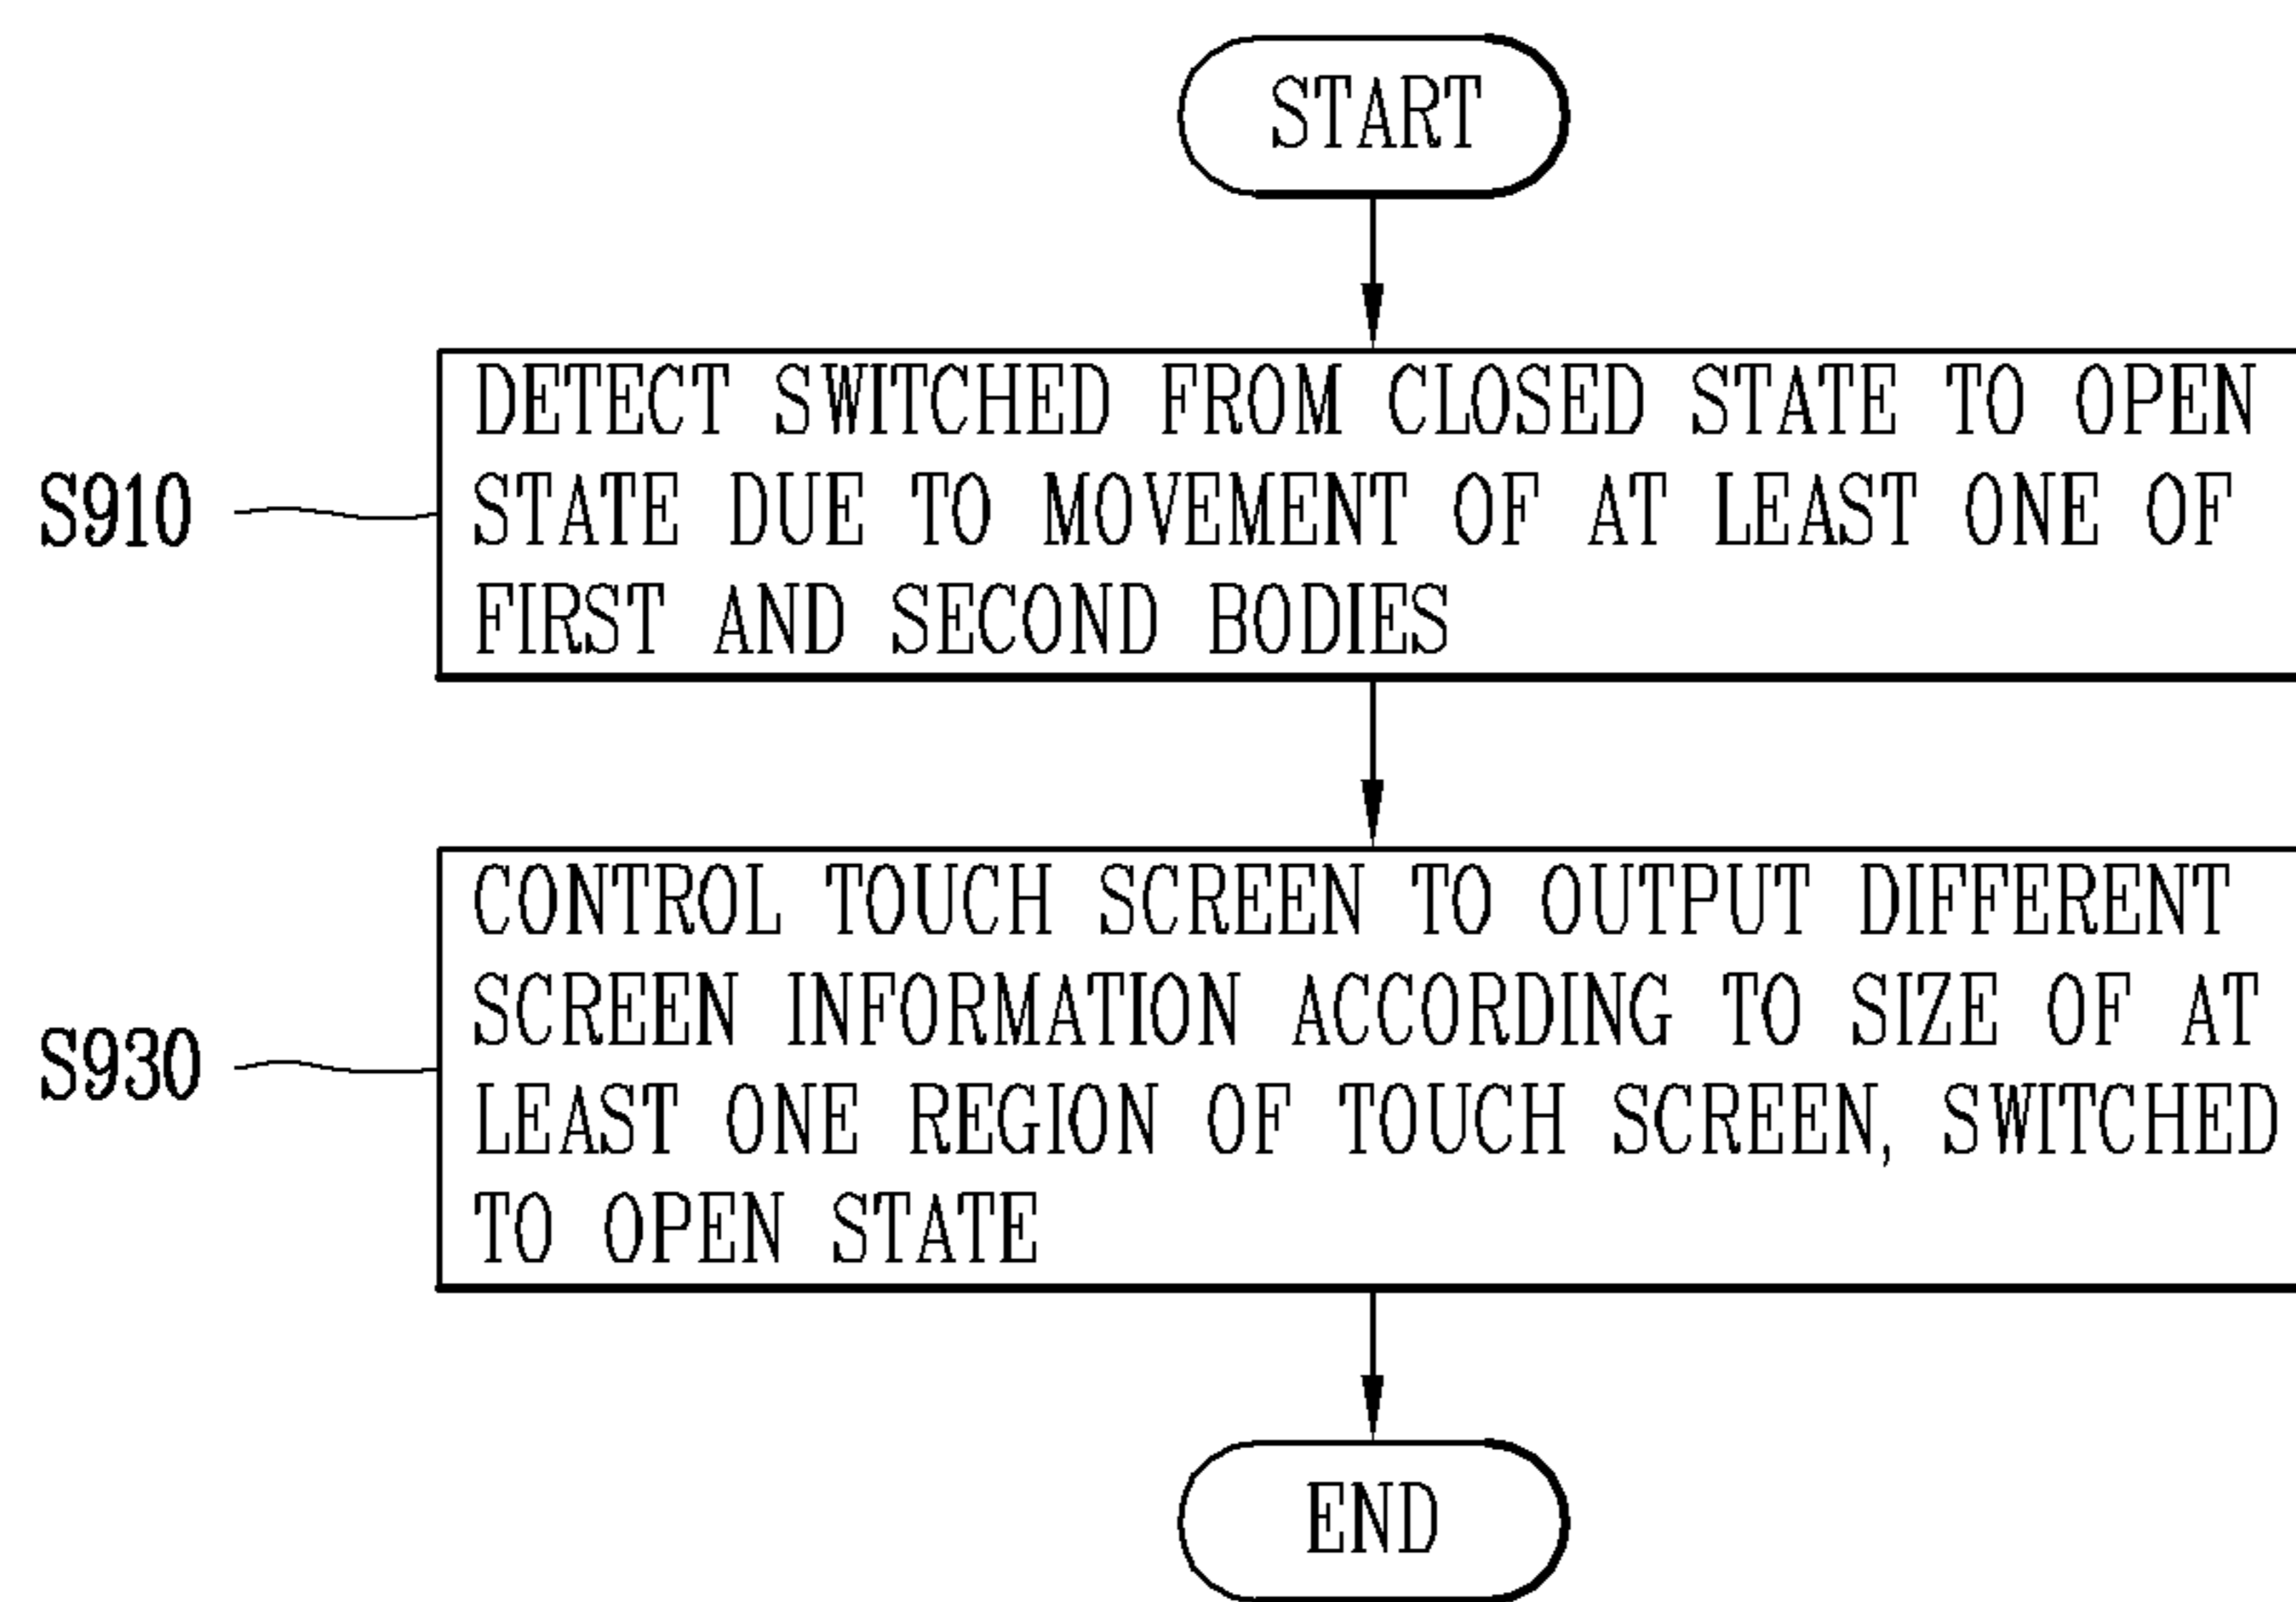 START
DETECT SWITCHED FROM CLOSED STATE TO OPEN
STATE DUE TO MOVEMENT OF AT LEAST ONE OF
FIRST AND SECOND BODIES
S910
CONTROL TOUCH SCREEN TO OUTPUT DIFFERENT
SCREEN INFORMATION ACCORDING TO SIZE OF AT
LEAST ONE REGION OF TOUCH SCREEN, SWITCHED
TO OPEN STATE
S930
END